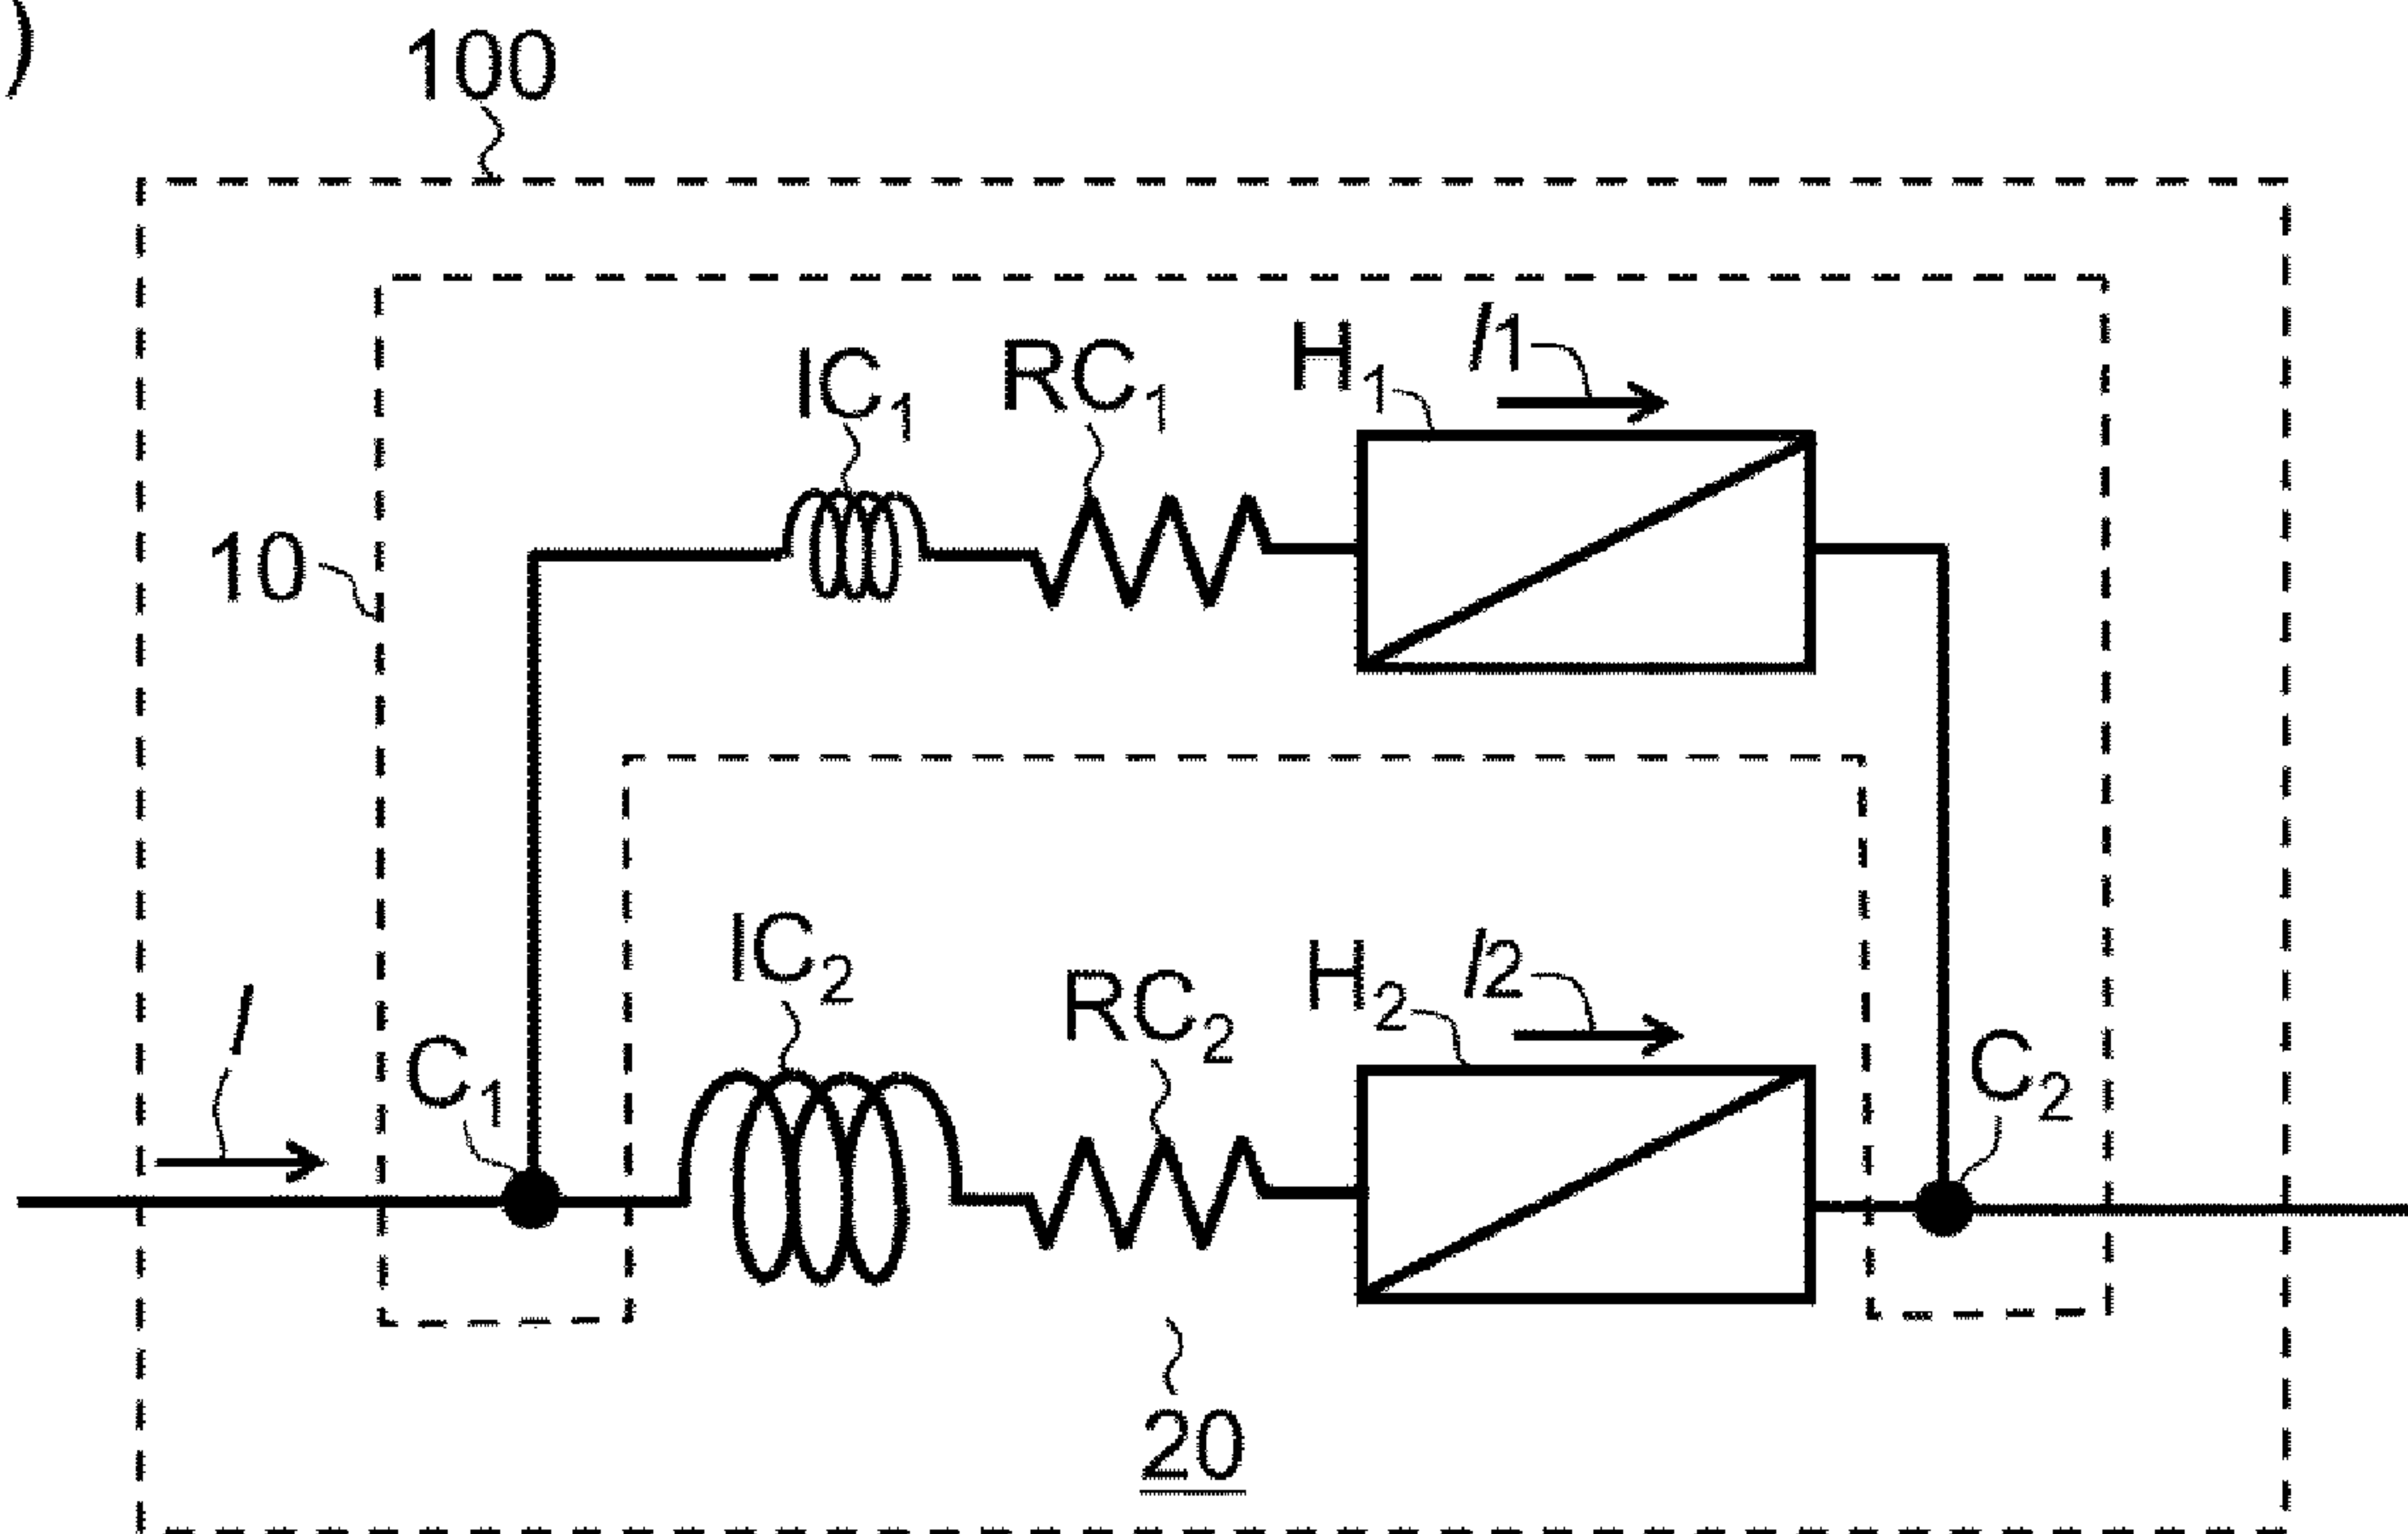 )
100
IC₁
RC₁
H₁
I1
10
IC₂
RC₂
H₂
I2
I
C₁
C₂
20